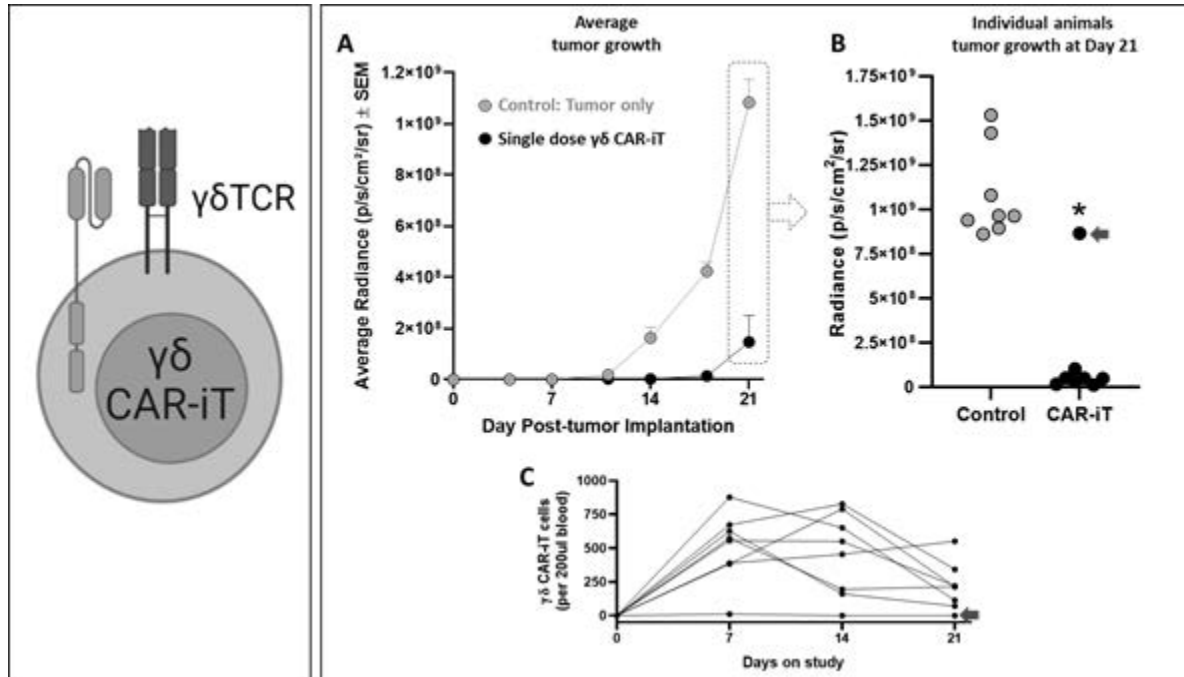 γδTCR
γδ
CAR-iT
A
Average
tumor growth
Average Radiance (p/s/cm²/sr) ± SEM
1.2×10⁹
1×10⁹
8×10⁸
6×10⁸
4×10⁸
2×10⁸
0
Control: Tumor only
Single dose γδ CAR-iT
0 7 14 21
Day Post-tumor Implantation
B
Individual animals
tumor growth at Day 21
Radiance (p/s/cm²/sr)
1.75×10⁹
1.5×10⁹
1.25×10⁹
1×10⁹
7.5×10⁸
5×10⁸
2.5×10⁸
0
*
Control CAR-iT
C
γδ CAR-iT cells
(per 200ul blood)
1000
750
500
250
0
0 7 14 21
Days on study